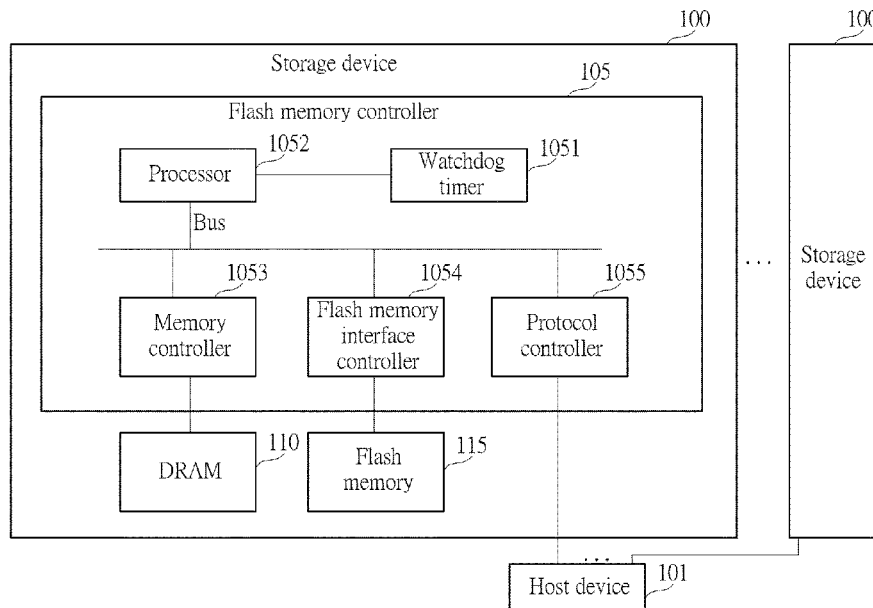 100
100
Storage device
105
Flash memory controller
1052
1051
Processor
Watchdog
timer
Bus
1053
1054
1055
Memory
controller
Flash memory
interface
controller
Protocol
controller
...
Storage
device
110
115
DRAM
Flash
memory
...
Host device
101